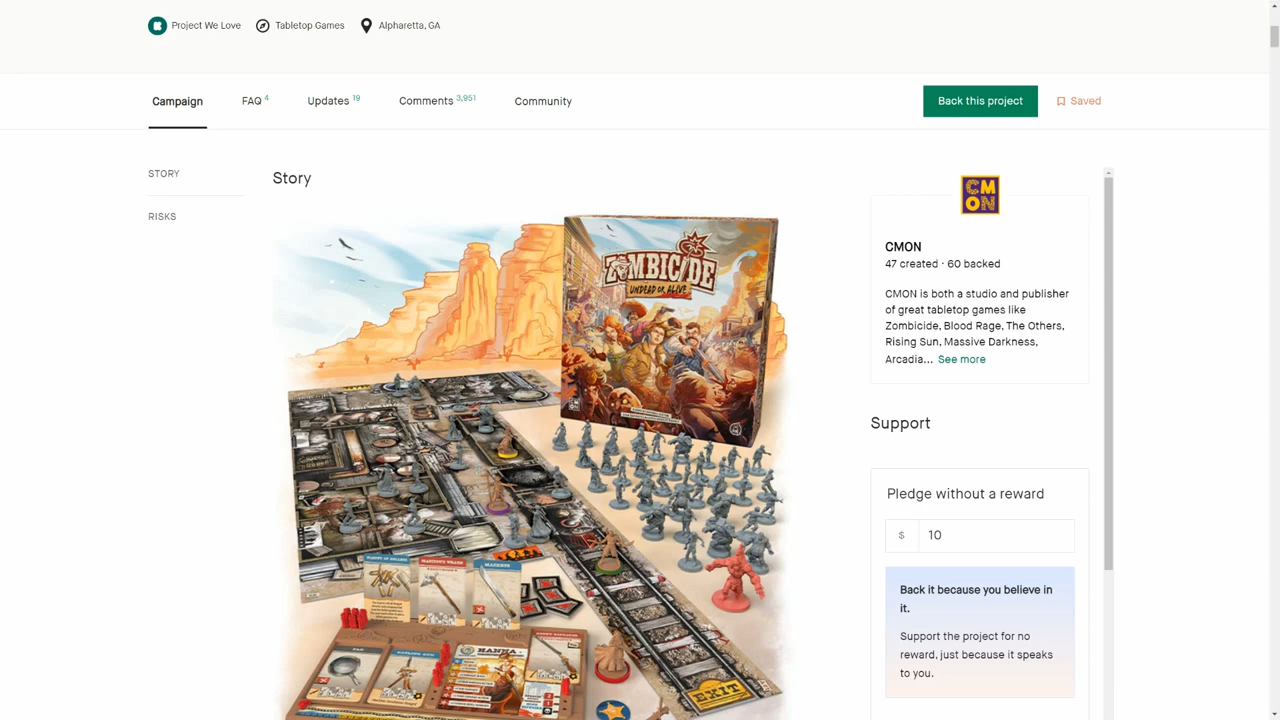 Project We Love
Tabletop Games
Alpharetta, GA
Campaign
FAQ 4
Updates 19
Comments 3,951
Community
Back this project
Saved
STORY
RISKS
Story
ZOMBICIDE
UNDEAD OR ALIVE
HANNA
EXIT
CMON
CMON
47 created · 60 backed
CMON is both a studio and publisher
of great tabletop games like
Zombicide, Blood Rage, The Others,
Rising Sun, Massive Darkness,
Arcadia... See more
Support
Pledge without a reward
$ 10
Back it because you believe in
it.
Support the project for no
reward, just because it speaks
to you.